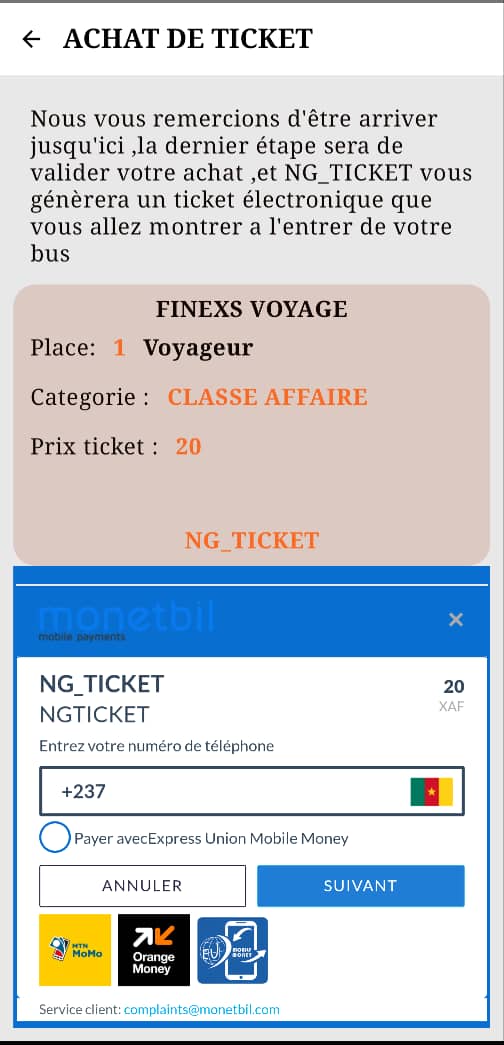 ACHAT DE TICKET
Nous vous remercions d'être arriver
jusqu'ici ,la dernier étape sera de
valider votre achat ,et NG_TICKET vous
génèrera un ticket électronique que
vous allez montrer a l'entrer de votre
bus
FINEXS VOYAGE
Place: 1 Voyageur
Categorie : CLASSE AFFAIRE
Prix ticket : 20
NG_TICKET
monetbil
mobile payments
×
NG_TICKET 20
NGTICKET XAF
Entrez votre numéro de téléphone
+237
Payer avecExpress Union Mobile Money
ANNULER SUIVANT
MTN
MoMo
Orange
Money
EU MOBILE
MONEY
Service client: complaints@monetbil.com